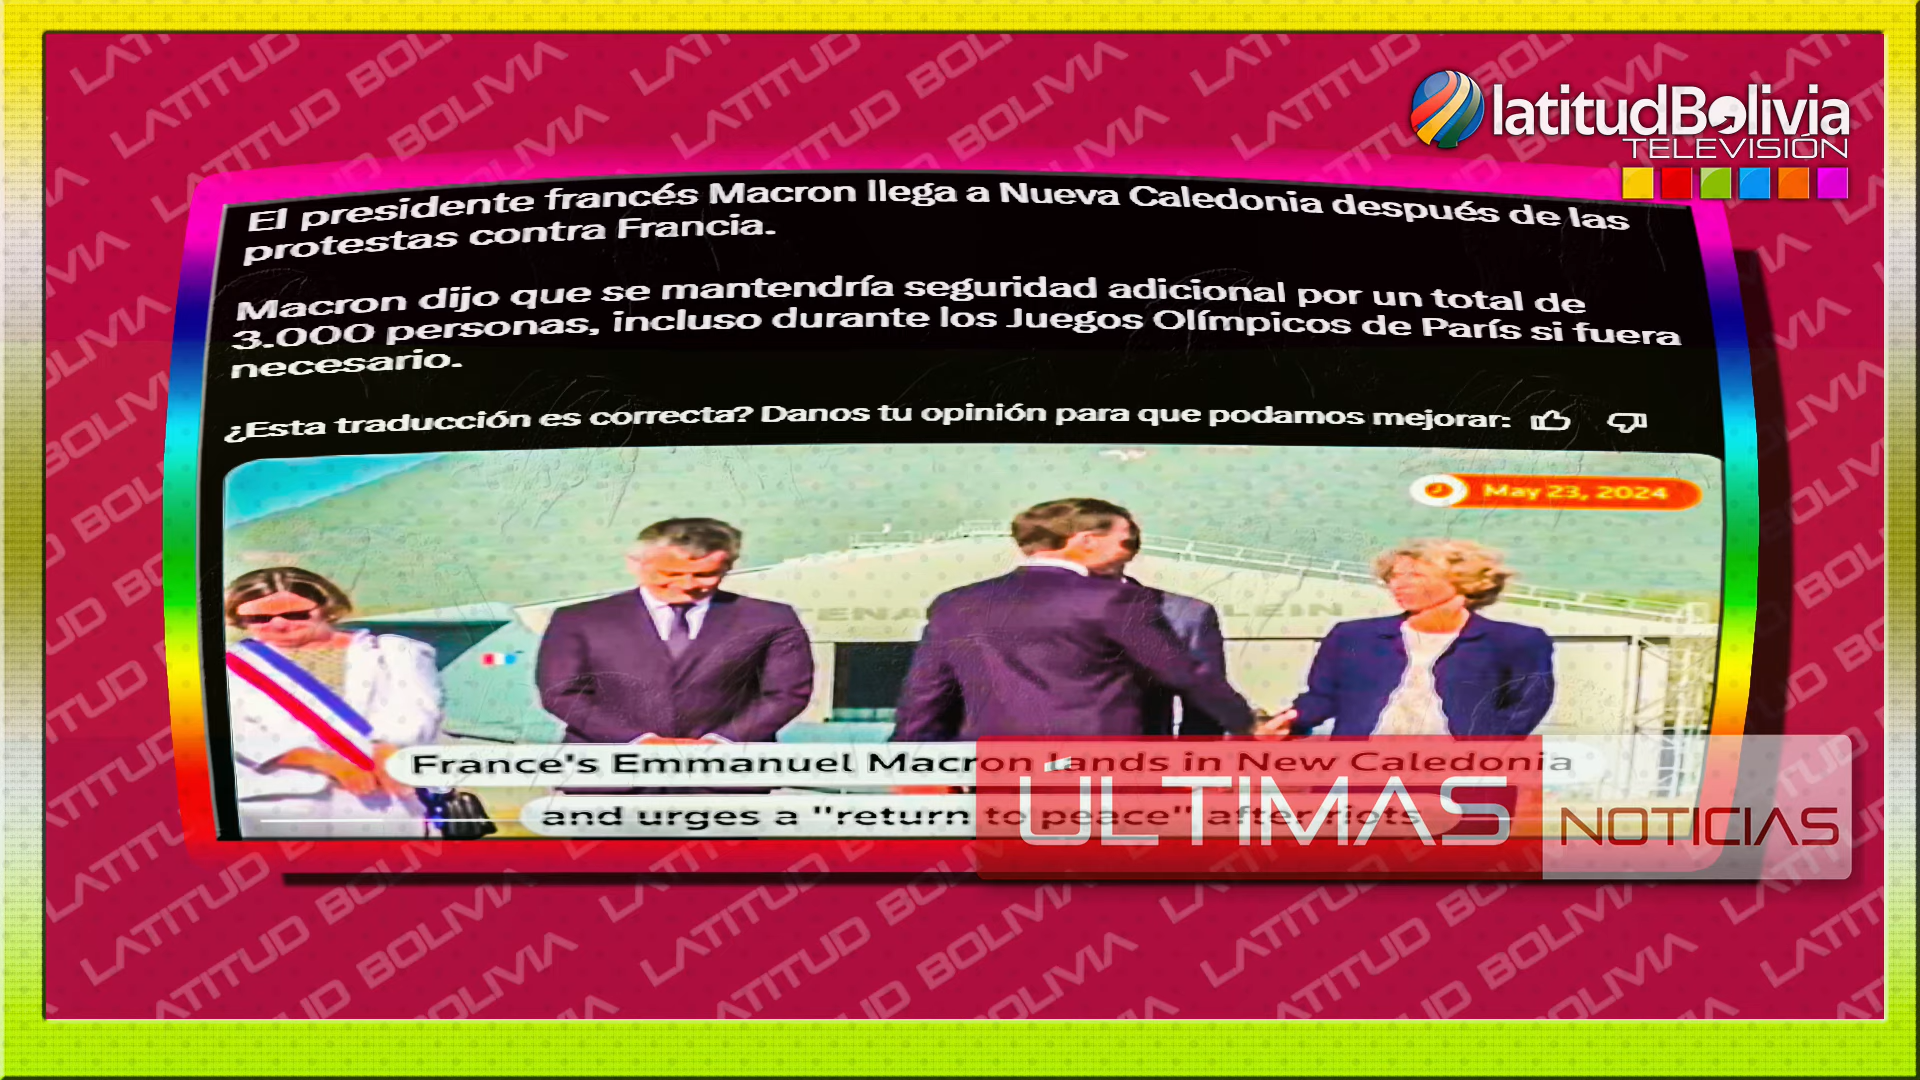 latitudBolivia
TELEVISIÓN
El presidente francés Macron llega a Nueva Caledonia después de las
protestas contra Francia.
Macron dijo que se mantendría seguridad adicional por un total de
3.000 personas, incluso durante los Juegos Olímpicos de París si fuera
necesario.
¿Esta traducción es correcta? Danos tu opinión para que podamos mejorar:
May 23, 2024
France's Emmanuel Macron lands in New Caledonia
and urges a "return to peace" after riots
ÚLTIMAS NOTICIAS
LATITUD BOLIVIA